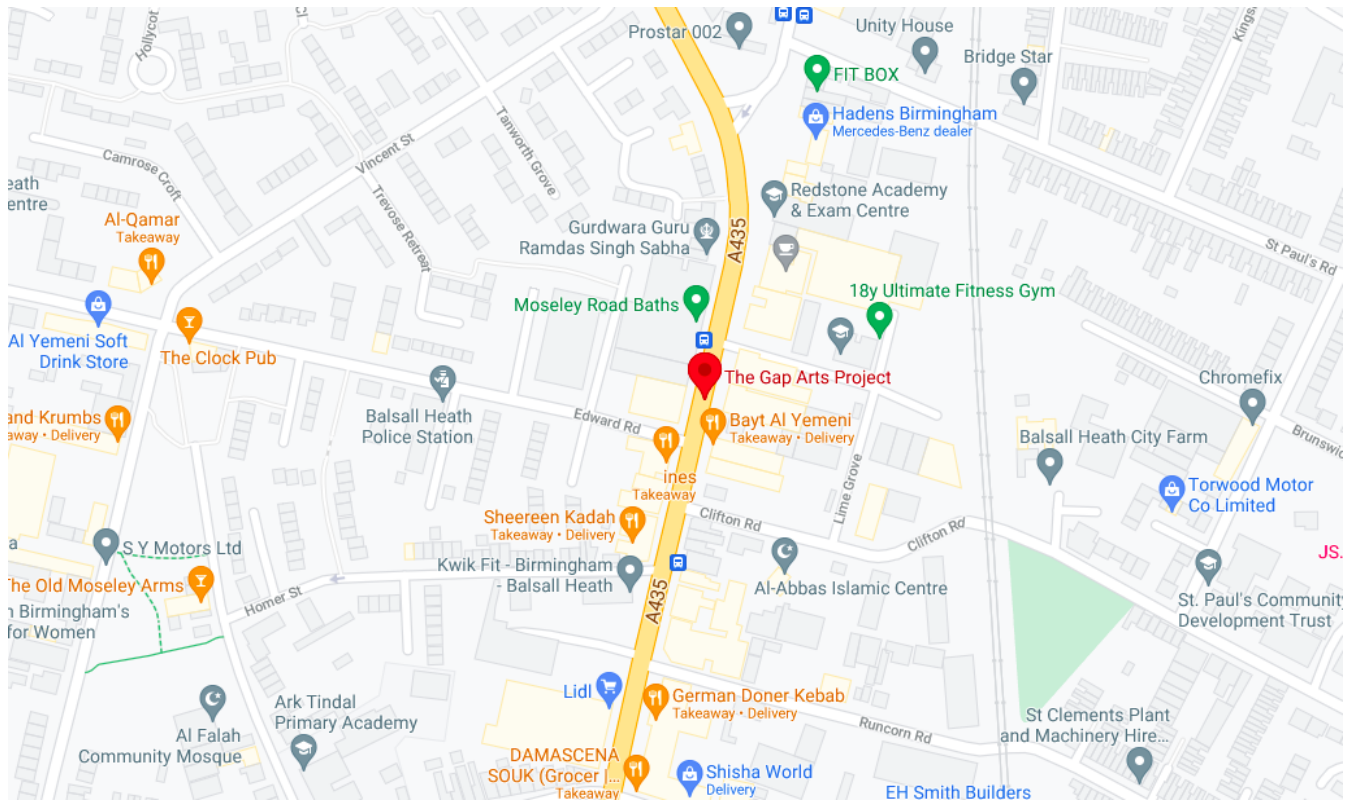 Hollycot
Cl
Prostar 002
Unity House
Bridge Star
Kings
FIT BOX
Hadens Birmingham
Mercedes-Benz dealer
Tanworth Grove
Vincent St
Camrose Croft
eath
entre
Trevose Retreat
Redstone Academy
& Exam Centre
Al-Qamar
Takeaway
Gurdwara Guru
Ramdas Singh Sabha
A435
St Paul's Rd
Moseley Road Baths
18y Ultimate Fitness Gym
Al Yemeni Soft
Drink Store
The Clock Pub
The Gap Arts Project
Chromefix
and Krumbs
away • Delivery
Balsall Heath
Police Station
Edward Rd
Bayt Al Yemeni
Takeaway • Delivery
Balsall Heath City Farm
Brunswic
ines
Takeaway
Lime Grove
Torwood Motor
Co Limited
Sheereen Kadah
Takeaway • Delivery
Clifton Rd
Clifton Rd
a
S Y Motors Ltd
JS.
Kwik Fit - Birmingham
- Balsall Heath
Al-Abbas Islamic Centre
The Old Moseley Arms
Homer St
A435
St. Paul's Community
Development Trust
n Birmingham's
for Women
Lidl
German Doner Kebab
Takeaway • Delivery
Ark Tindal
Primary Academy
Al Falah
Community Mosque
Runcorn Rd
St Clements Plant
and Machinery Hire...
DAMASCENA
SOUK (Grocer |...
Takeaway
Shisha World
Delivery
EH Smith Builders